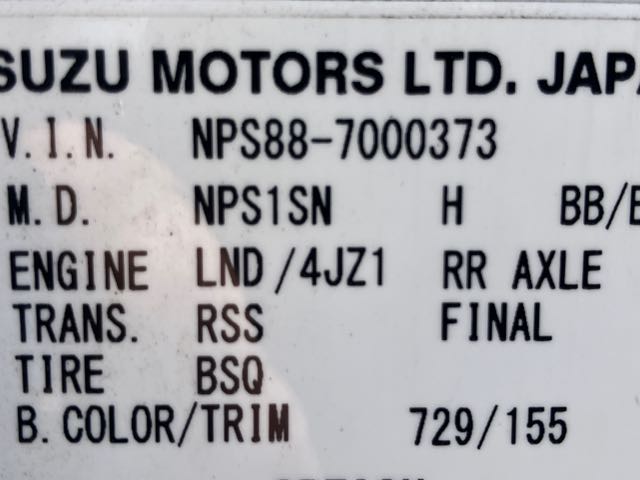 SUZU MOTORS LTD. JAPA
V.I.N. NPS88-7000373
M.D. NPS1SN H BB/
ENGINE LND/4JZ1 RR AXLE
TRANS. RSS FINAL
TIRE BSQ
B.COLOR/TRIM 729/155